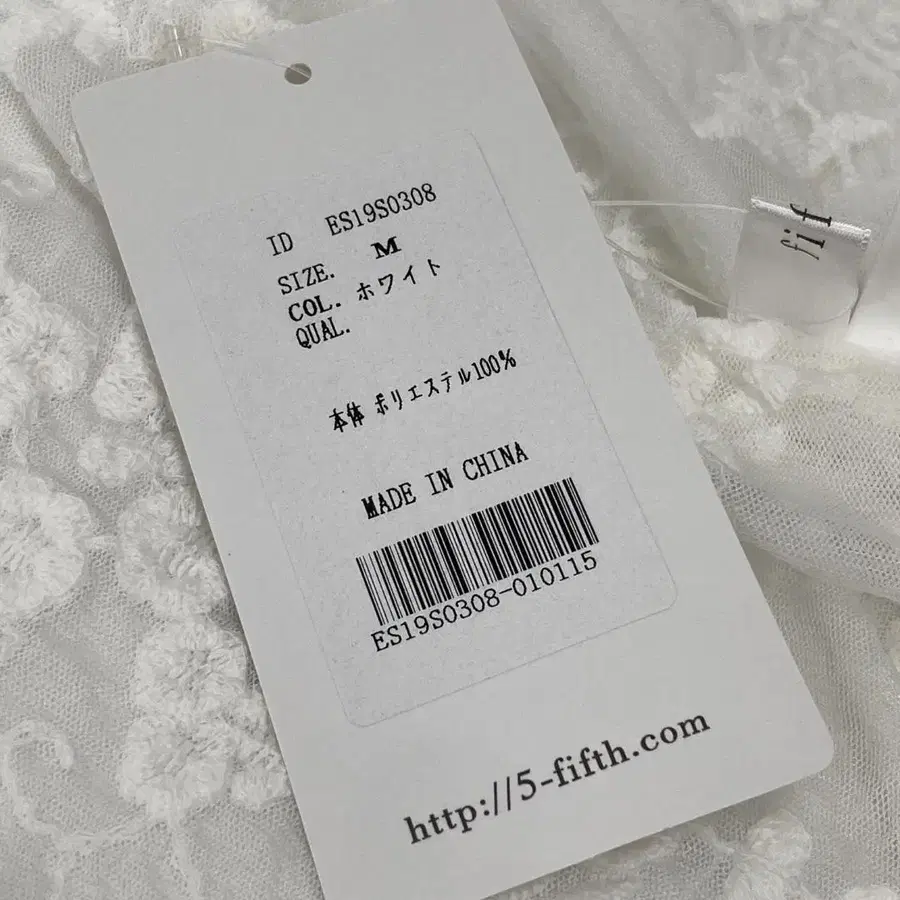 ID ES19S0308
SIZE. M
COL. ホワイト
QUAL.
本体 ポリエステル100%
MADE IN CHINA
ES19S0308-010115
http://5-fifth.com
fif